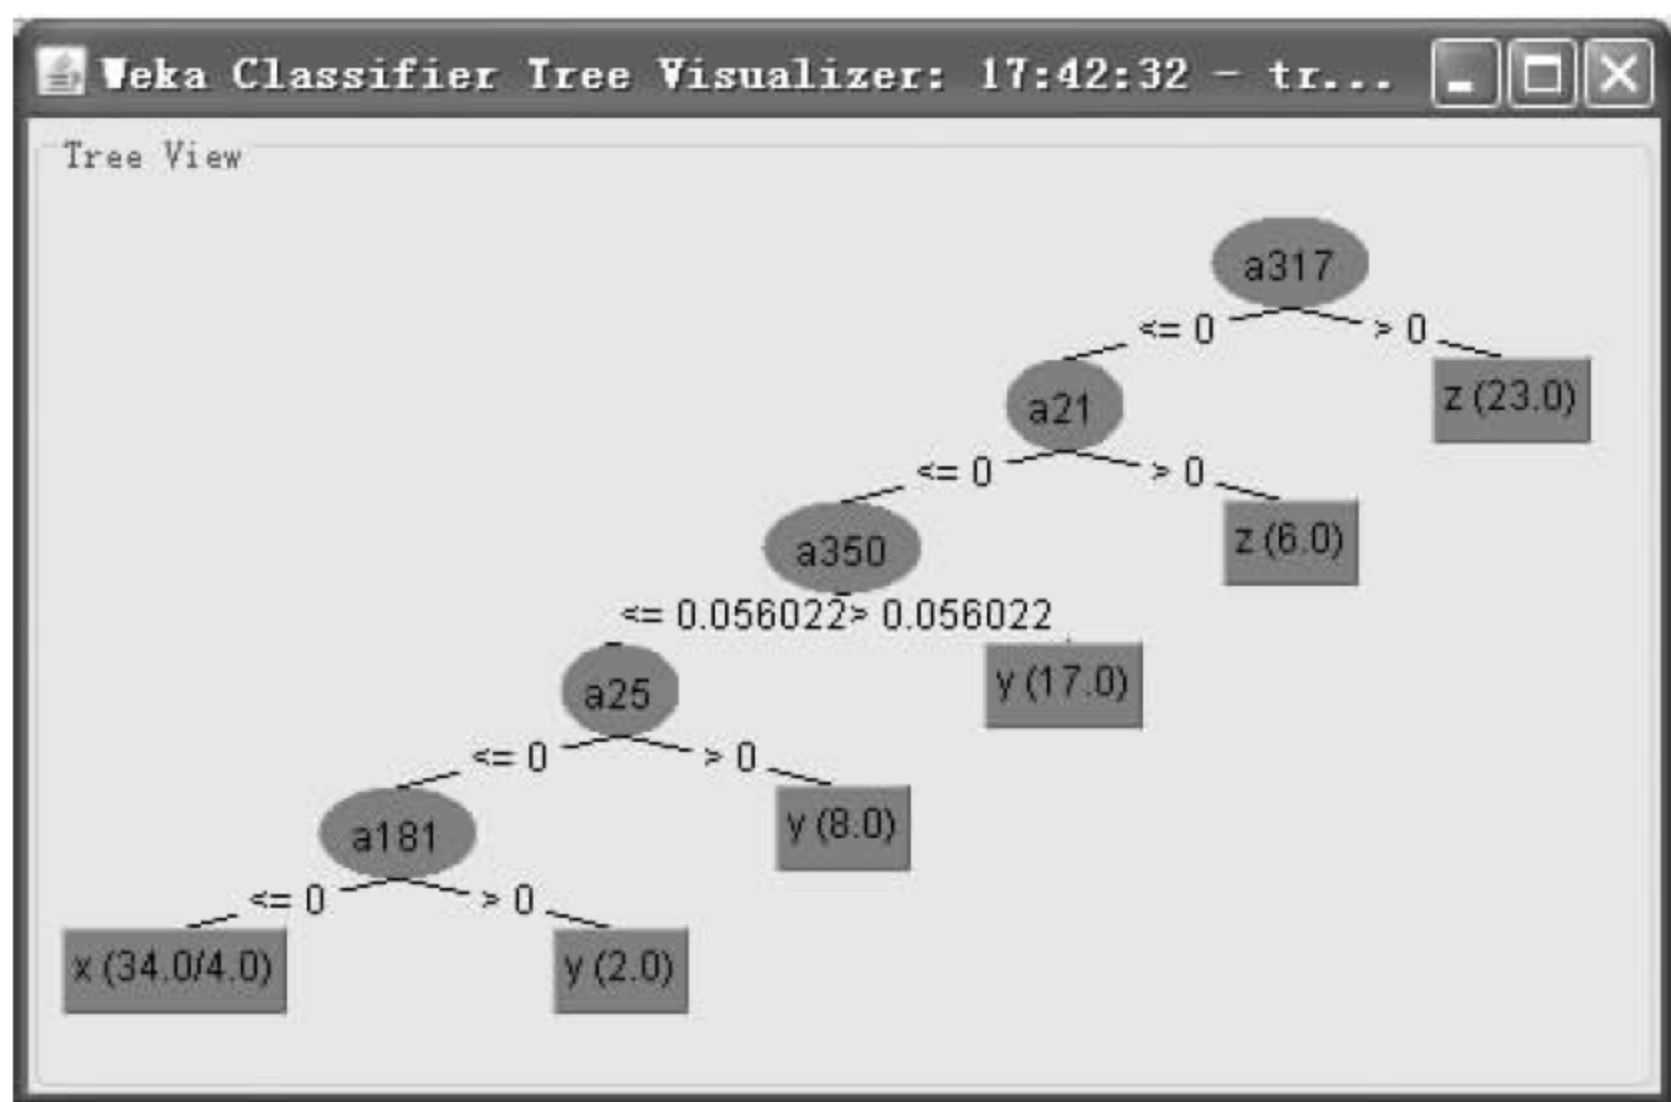 Weka Classifier Tree Visualizer: 17:42:32 - tr...
Tree View
a317
<= 0 > 0
a21 z (23.0)
<= 0 > 0
a350 z (6.0)
<= 0.056022> 0.056022
a25 y (17.0)
<= 0 > 0
a181 y (8.0)
<= 0 > 0
x (34.0/4.0) y (2.0)